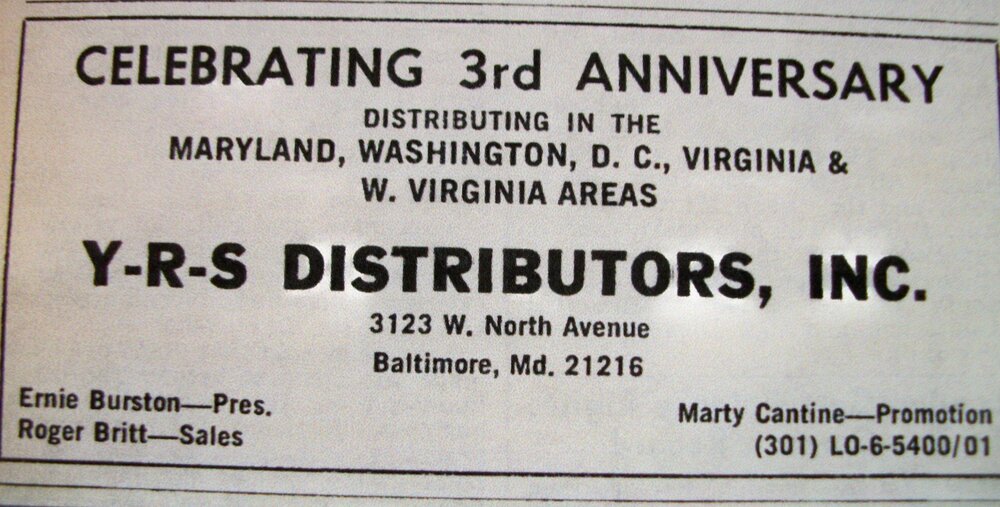 CELEBRATING 3rd ANNIVERSARY
DISTRIBUTING IN THE
MARYLAND, WASHINGTON, D. C., VIRGINIA &
W. VIRGINIA AREAS
Y-R-S DISTRIBUTORS, INC.
3123 W. North Avenue
Baltimore, Md. 21216
Ernie Burston—Pres.
Roger Britt—Sales
Marty Cantine—Promotion
(301) LO-6-5400/01